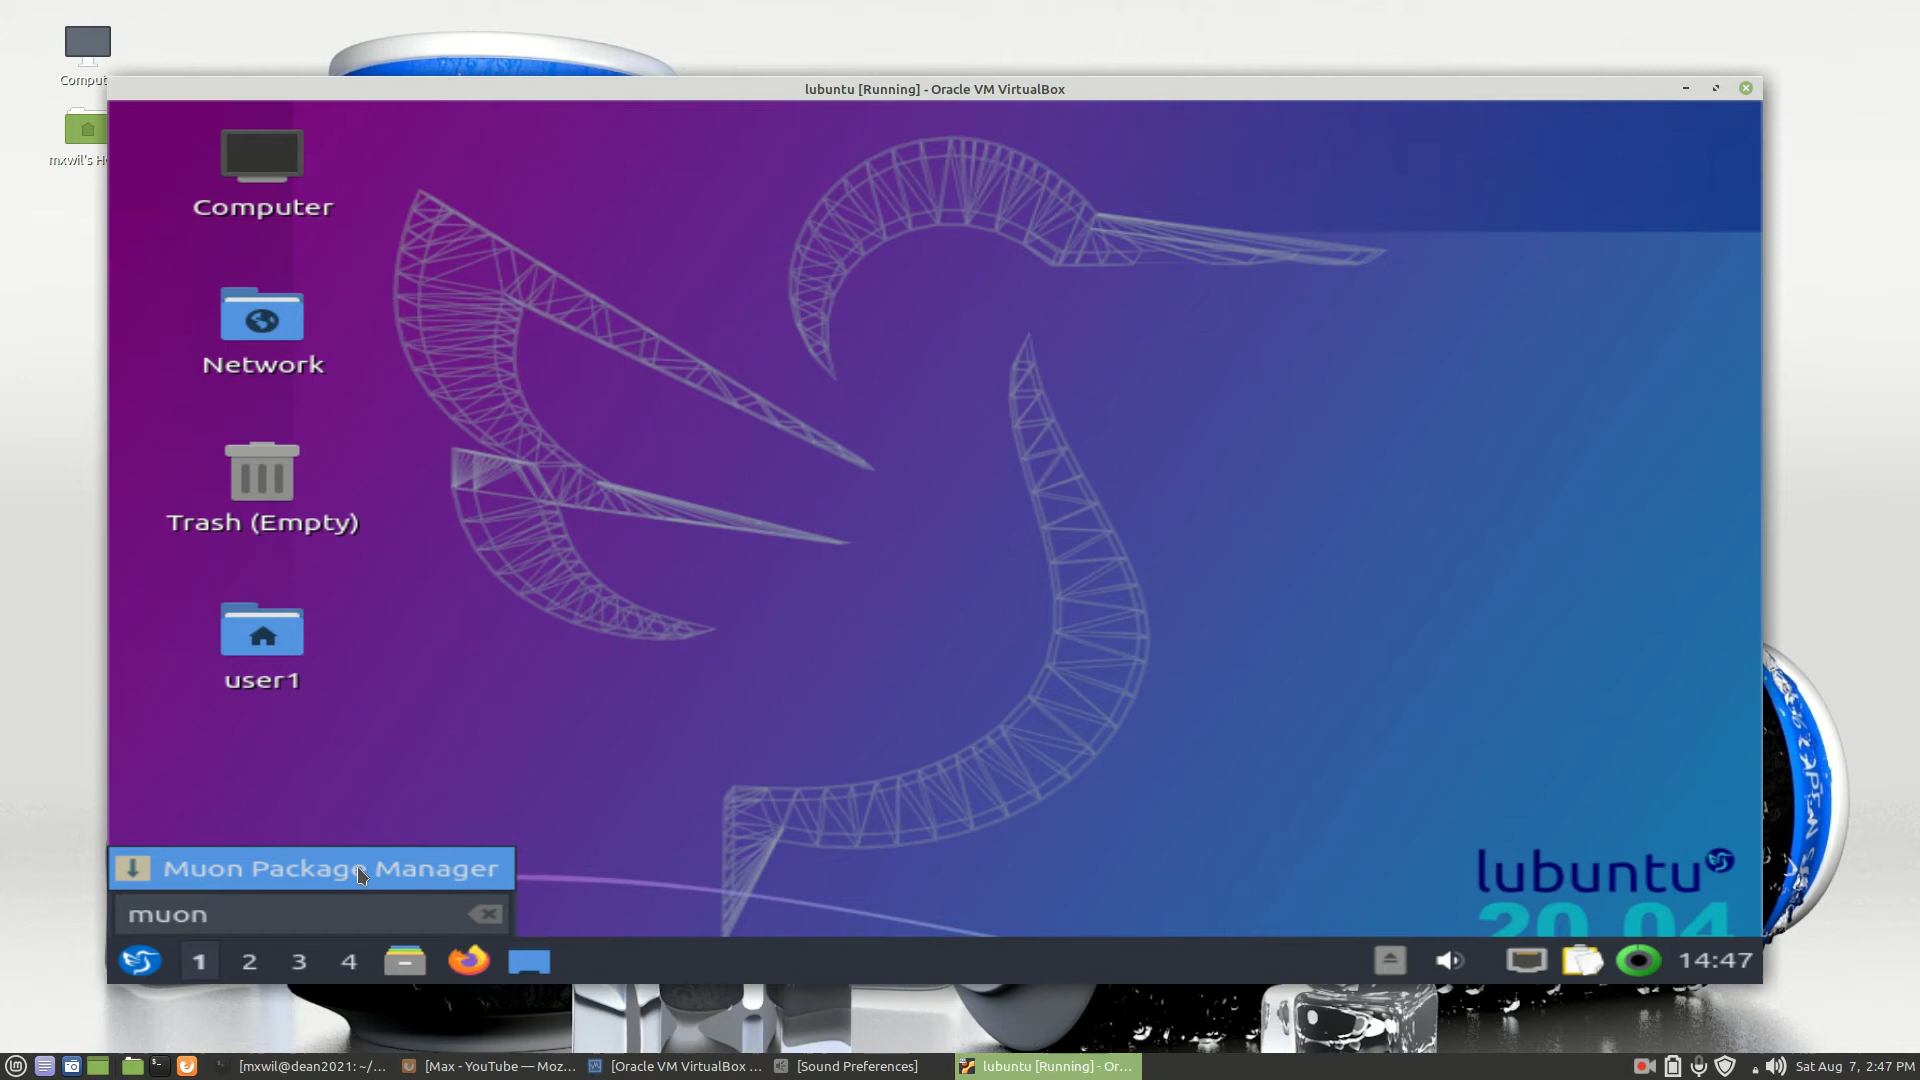 Comput
mxwil's H
lubuntu [Running] - Oracle VM VirtualBox
Computer
Network
Trash (Empty)
user1
Muon Package Manager
muon
lubuntu
20.04
1 2 3 4
14:47
[mxwil@dean2021: ~/...
[Max - YouTube — Moz...
[Oracle VM VirtualBox ...
[Sound Preferences]
lubuntu [Running] - Or...
Sat Aug 7, 2:47 PM